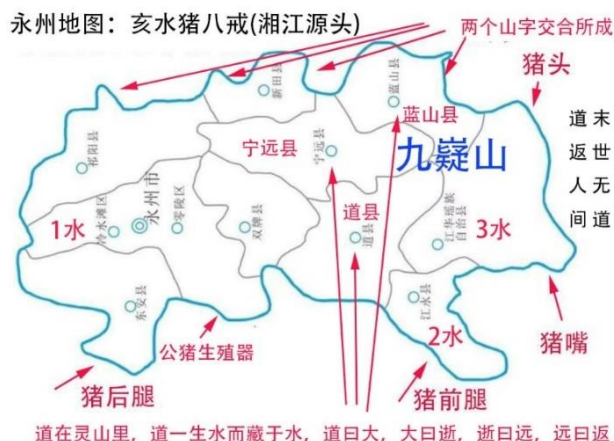 永州地图：亥水猪八戒(湘江源头)
两个山字交合所成
猪头
新田县
蓝山县
蓝山县
祁阳县
宁远县
宁远县
九嶷山
道末
返世
人无
间道
1水
冷水滩区
永州市
零陵区
双牌县
道县
道县
江华瑶族
自治县
3水
东安县
江永县
2水
公猪生殖器
猪嘴
猪后腿
猪前腿
道在灵山里，道一生水而藏于水，道曰大，大曰逝，逝曰远，远曰返